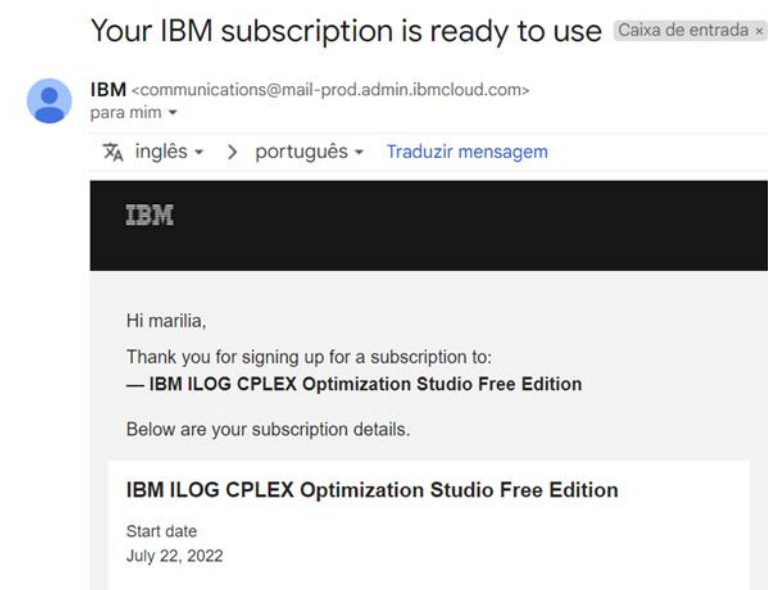 Your IBM subscription is ready to use Caixa de entrada ×
IBM <communications@mail-prod.admin.ibmcloud.com>
para mim
inglês > português Traduzir mensagem
IBM
Hi marilia,
Thank you for signing up for a subscription to:
— IBM ILOG CPLEX Optimization Studio Free Edition
Below are your subscription details.
IBM ILOG CPLEX Optimization Studio Free Edition
Start date
July 22, 2022